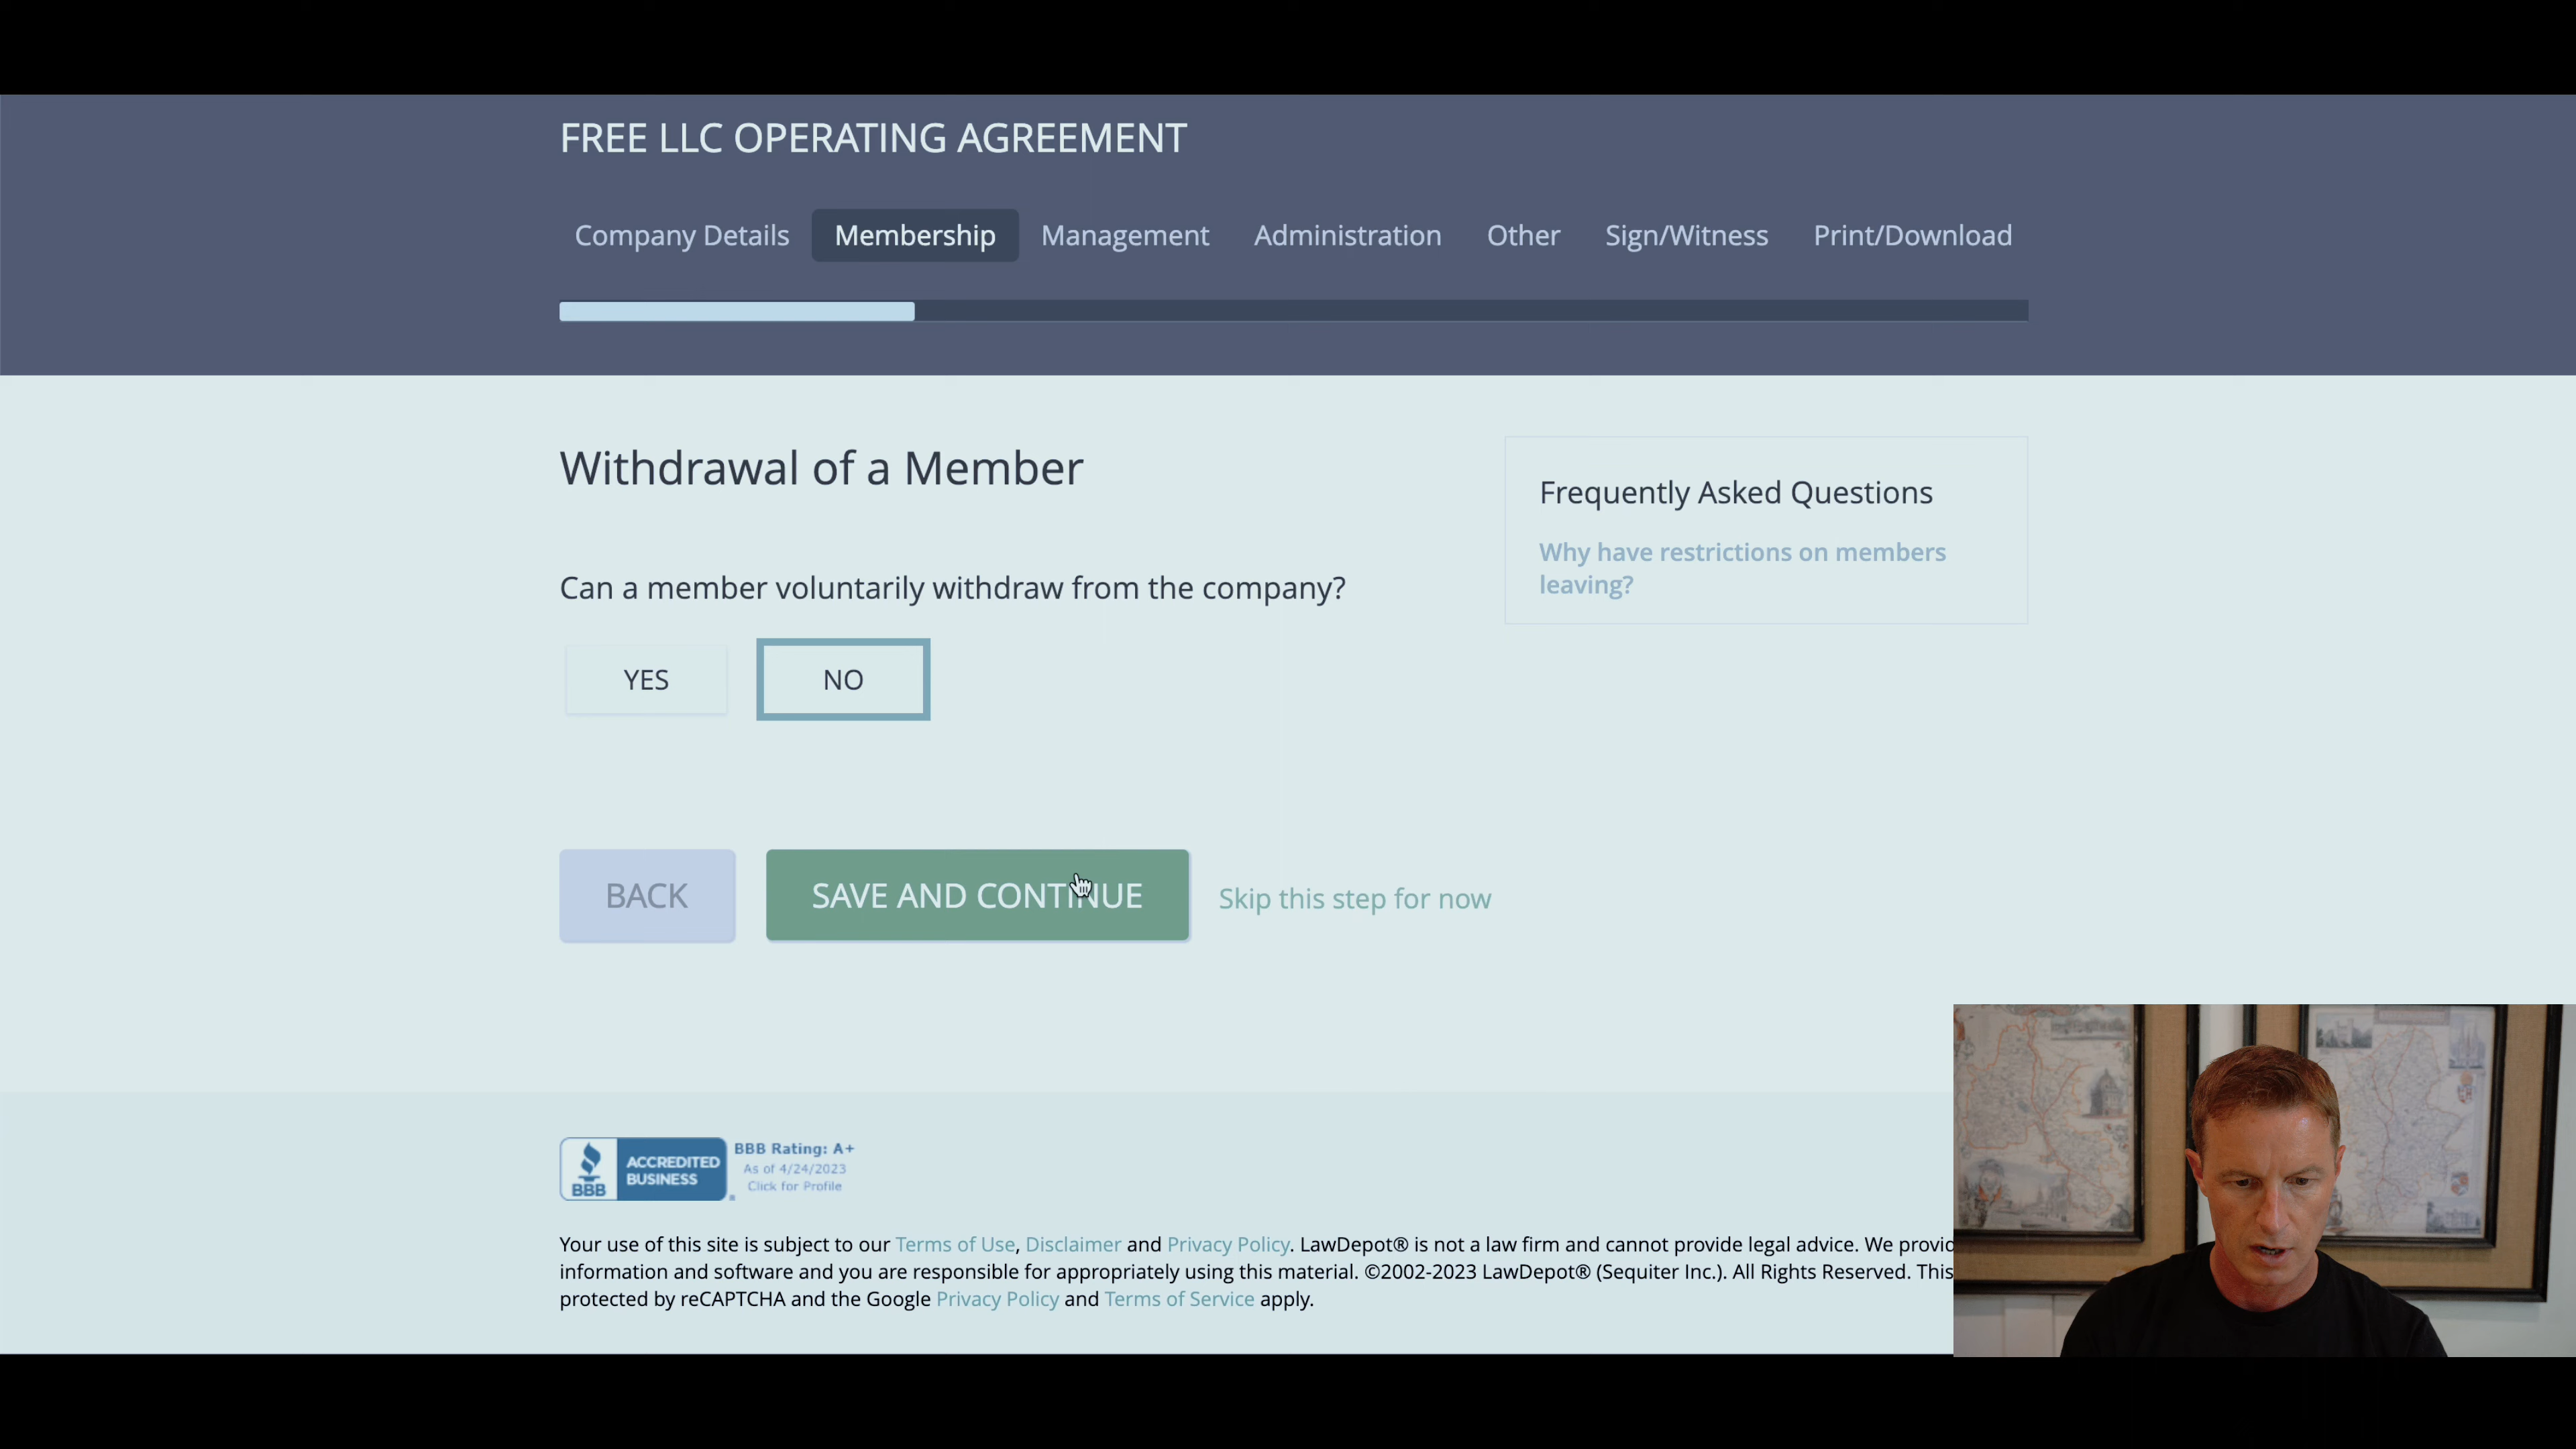 FREE LLC OPERATING AGREEMENT
Company Details Membership Management Administration Other Sign/Witness Print/Download
Withdrawal of a Member
Can a member voluntarily withdraw from the company?
YES NO
Frequently Asked Questions
Why have restrictions on members
leaving?
BACK SAVE AND CONTINUE Skip this step for now
BBB
ACCREDITED
BUSINESS
BBB Rating: A+
As of 4/24/2023
Click for Profile
Your use of this site is subject to our Terms of Use, Disclaimer and Privacy Policy. LawDepot® is not a law firm and cannot provide legal advice. We
information and software and you are responsible for appropriately using this material. ©2002-2023 LawDepot® (Sequiter Inc.). All Rights Reserved. This
protected by reCAPTCHA and the Google Privacy Policy and Terms of Service apply.